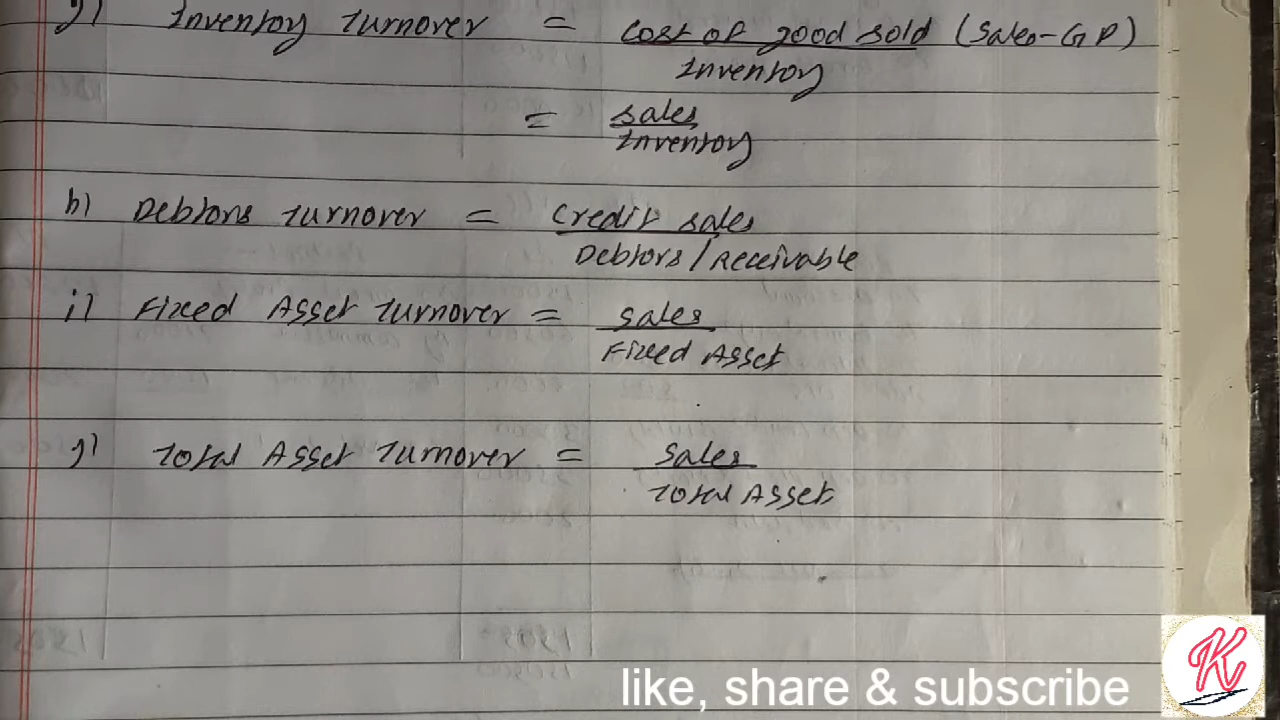 g) Inventory turnover = Cost of good sold (Sales-GP)
Inventory
= Sales
Inventory
h) Debtors turnover = Credit sales
Debtors/Receivable
i) Fixed Asset turnover = Sales
Fixed Asset
j) Total Asset turnover = Sales
Total Asset
K
like, share & subscribe